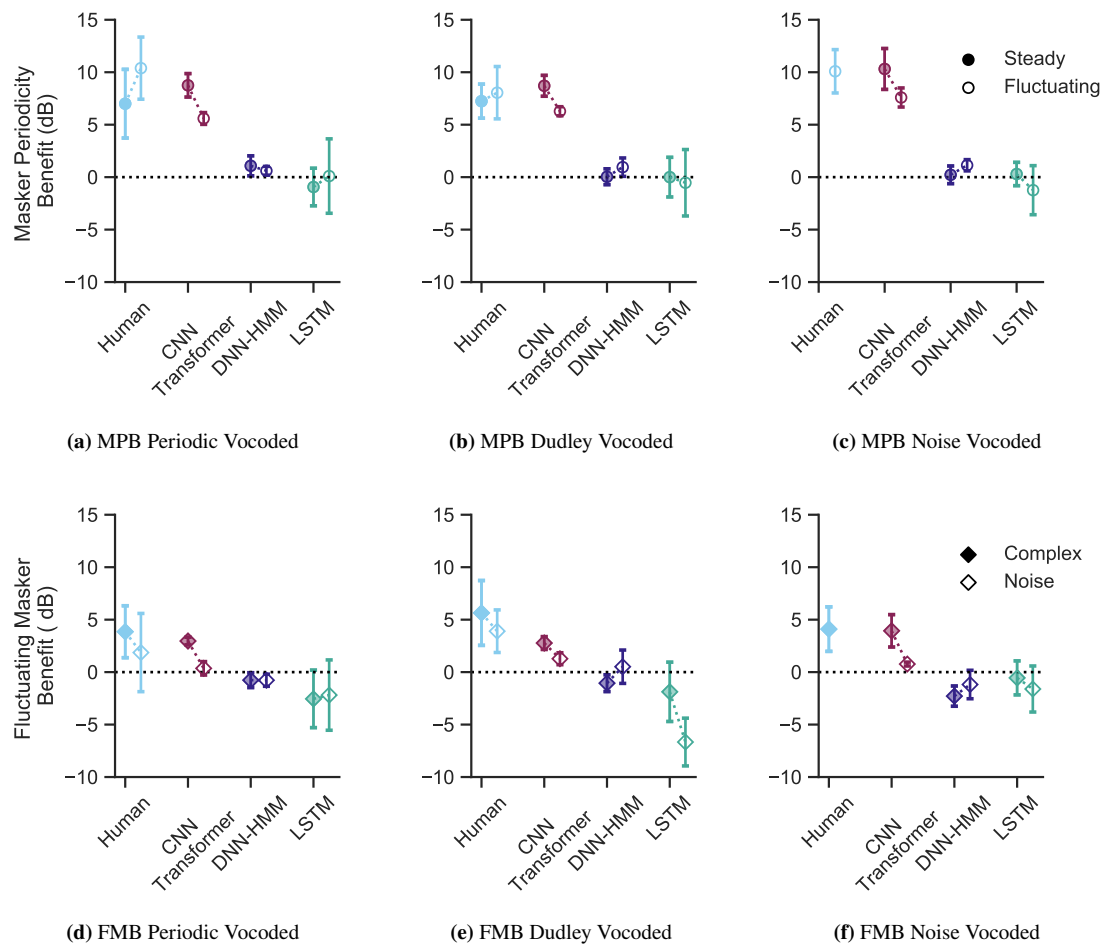 Masker Periodicity
Benefit (dB)
15
10
5
0
−5
−10
Human
CNN
Transformer
DNN-HMM
LSTM
(a) MPB Periodic Vocoded
15
10
5
0
−5
−10
Human
CNN
Transformer
DNN-HMM
LSTM
(b) MPB Dudley Vocoded
15
10
5
0
−5
−10
Steady
Fluctuating
Human
CNN
Transformer
DNN-HMM
LSTM
(c) MPB Noise Vocoded
Fluctuating Masker
Benefit ( dB)
15
10
5
0
−5
−10
Human
CNN
Transformer
DNN-HMM
LSTM
(d) FMB Periodic Vocoded
15
10
5
0
−5
−10
Human
CNN
Transformer
DNN-HMM
LSTM
(e) FMB Dudley Vocoded
15
10
5
0
−5
−10
Complex
Noise
Human
CNN
Transformer
DNN-HMM
LSTM
(f) FMB Noise Vocoded